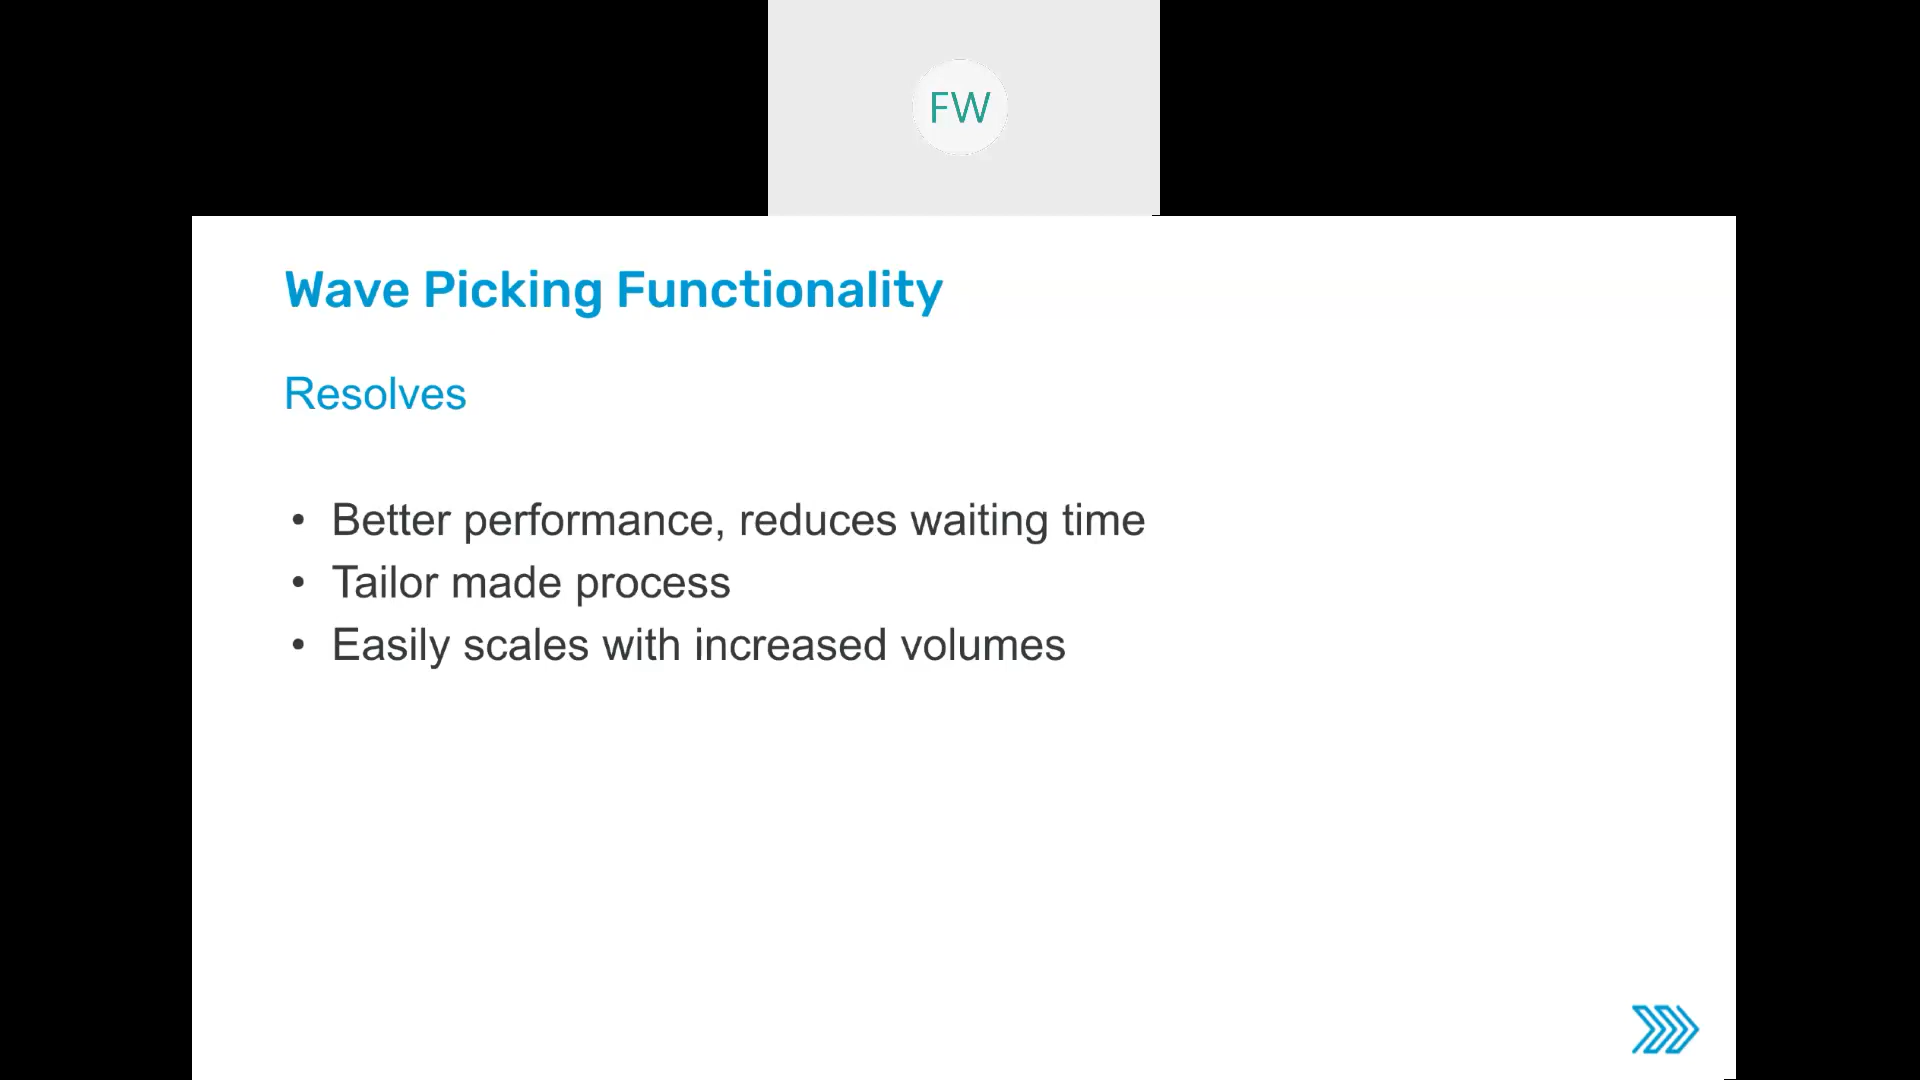 FW
Wave Picking Functionality
Resolves
• Better performance, reduces waiting time
• Tailor made process
• Easily scales with increased volumes